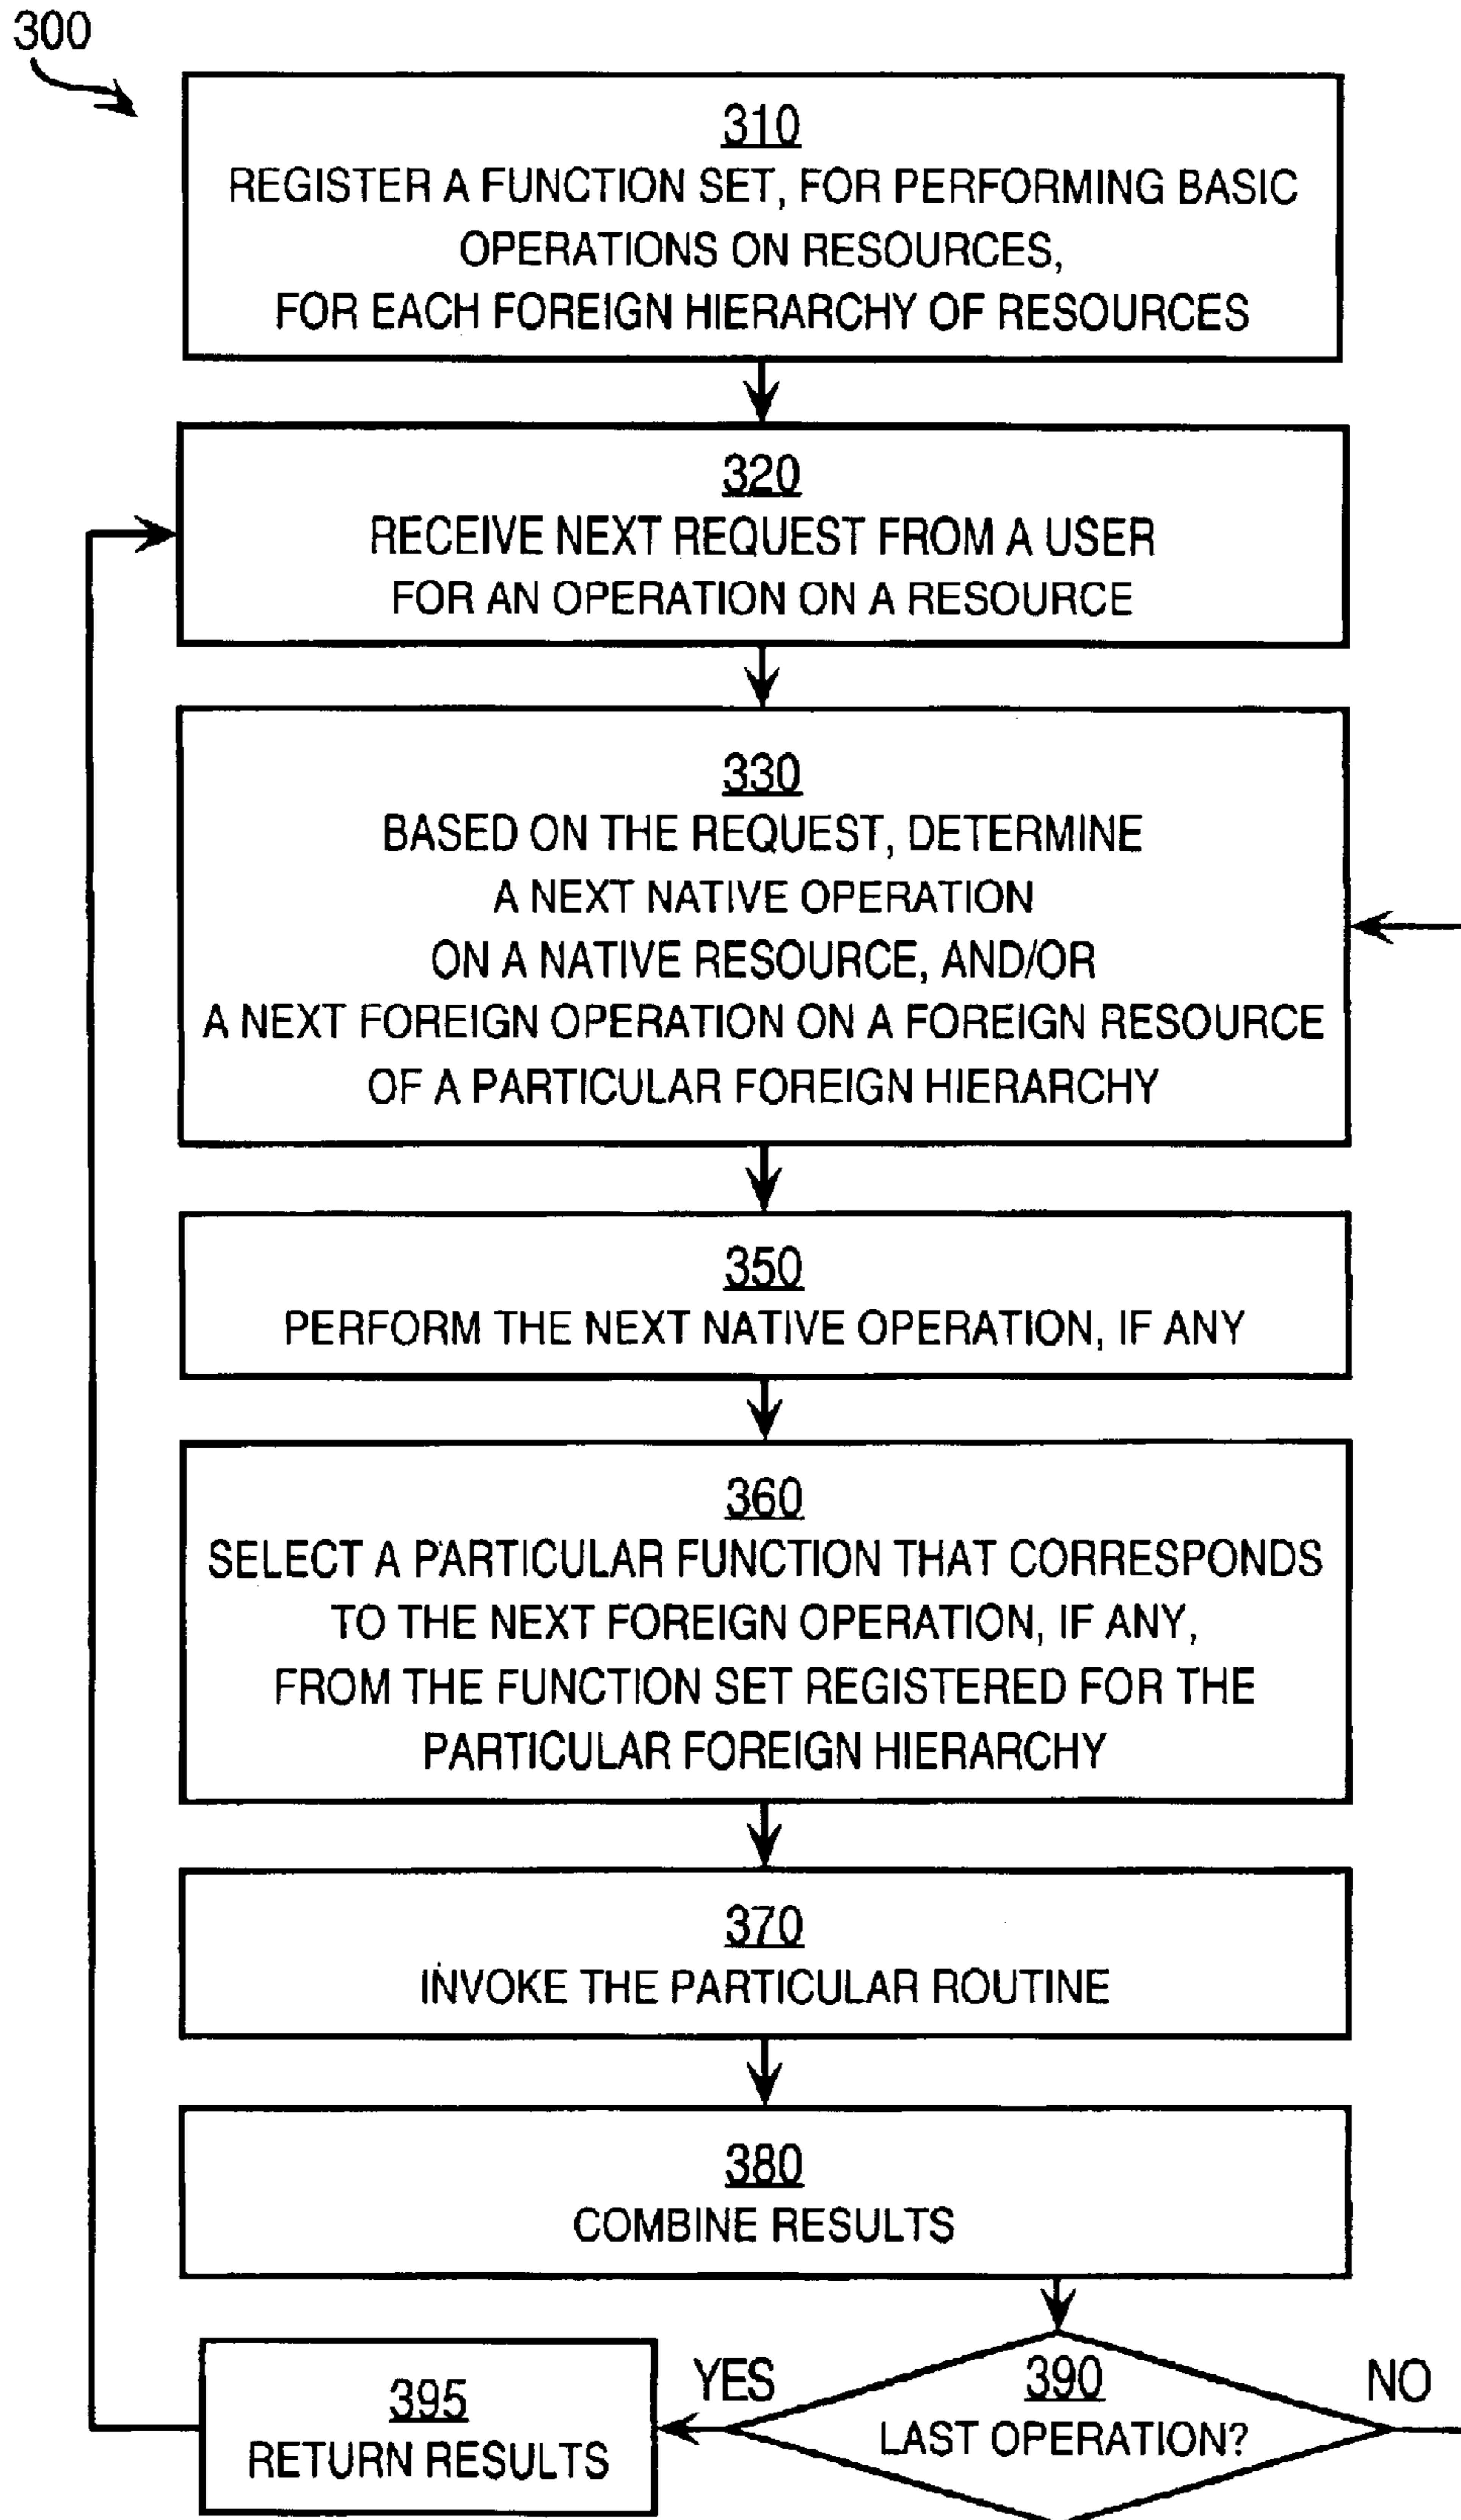 300
310
REGISTER A FUNCTION SET, FOR PERFORMING BASIC
OPERATIONS ON RESOURCES,
FOR EACH FOREIGN HIERARCHY OF RESOURCES
320
RECEIVE NEXT REQUEST FROM A USER
FOR AN OPERATION ON A RESOURCE
330
BASED ON THE REQUEST, DETERMINE
A NEXT NATIVE OPERATION
ON A NATIVE RESOURCE, AND/OR
A NEXT FOREIGN OPERATION ON A FOREIGN RESOURCE
OF A PARTICULAR FOREIGN HIERARCHY
350
PERFORM THE NEXT NATIVE OPERATION, IF ANY
360
SELECT A PARTICULAR FUNCTION THAT CORRESPONDS
TO THE NEXT FOREIGN OPERATION, IF ANY,
FROM THE FUNCTION SET REGISTERED FOR THE
PARTICULAR FOREIGN HIERARCHY
370
INVOKE THE PARTICULAR ROUTINE
380
COMBINE RESULTS
390
LAST OPERATION?
YES
NO
395
RETURN RESULTS